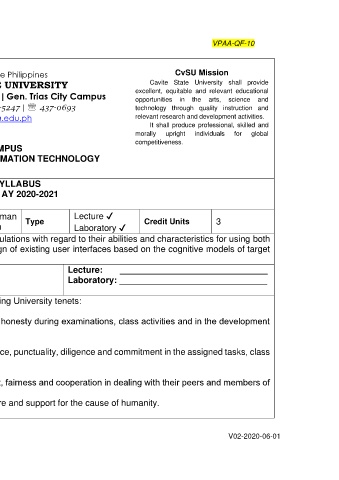 VPAA-QF-10
e Philippines
UNIVERSITY
| Gen. Trias City Campus
-5247 | ☏ 437-0693
a.edu.ph
MPUS
MATION TECHNOLOGY
CvSU Mission
Cavite State University shall provide
excellent, equitable and relevant educational
opportunities in the arts, science and
technology through quality instruction and
relevant research and development activities.
It shall produce professional, skilled and
morally upright individuals for global
competitiveness.
YLLABUS
AY 2020-2021
man Type Lecture ✓ Credit Units 3
Laboratory ✓
ulations with regard to their abilities and characteristics for using both
gn of existing user interfaces based on the cognitive models of target
Lecture:
Laboratory:
ing University tenets:
honesty during examinations, class activities and in the development
ce, punctuality, diligence and commitment in the assigned tasks, class
, fairness and cooperation in dealing with their peers and members of
re and support for the cause of humanity.
V02-2020-06-01